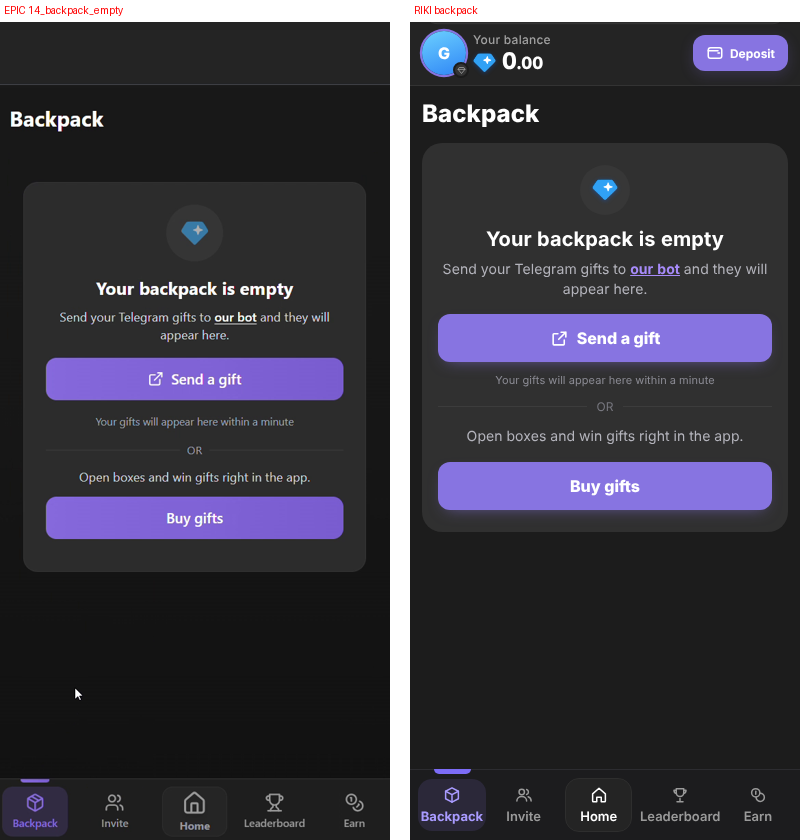 EPIC 14_backpack_empty
Backpack
Your backpack is empty
Send your Telegram gifts to our bot and they will
appear here.
Send a gift
Your gifts will appear here within a minute
OR
Open boxes and win gifts right in the app.
Buy gifts
Backpack
Invite
Home
Leaderboard
Earn
RIKI backpack
G
Your balance
0.00
Deposit
Backpack
Your backpack is empty
Send your Telegram gifts to our bot and they will
appear here.
Send a gift
Your gifts will appear here within a minute
OR
Open boxes and win gifts right in the app.
Buy gifts
Backpack
Invite
Home
Leaderboard
Earn